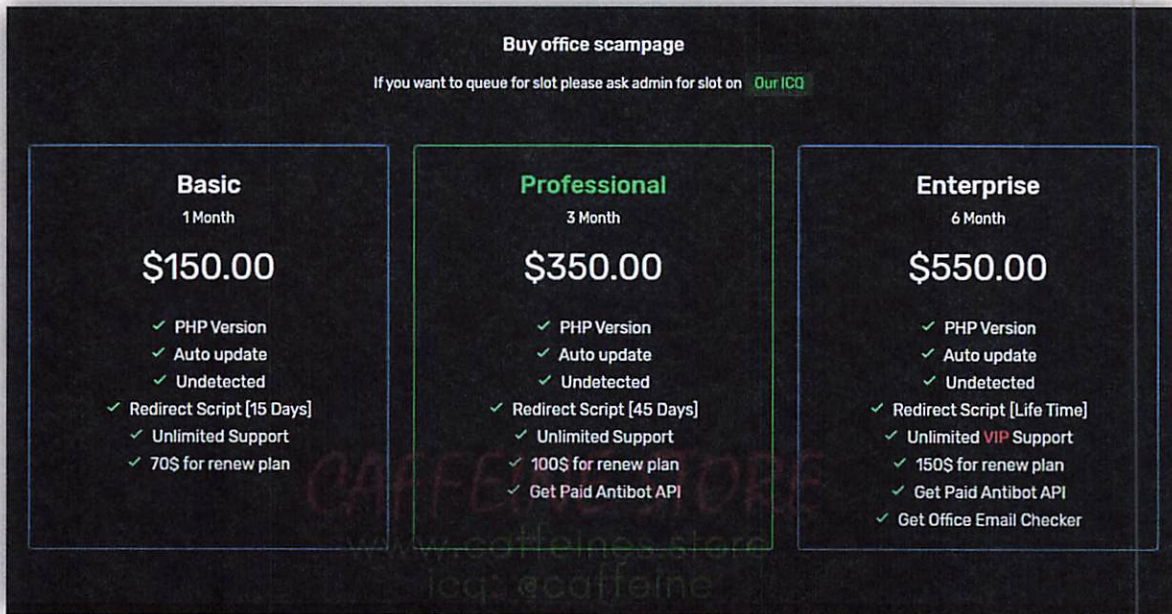 Buy office scampage
If you want to queue for slot please ask admin for slot on Our ICQ
Basic
1 Month
$150.00
✓ PHP Version
✓ Auto update
✓ Undetected
✓ Redirect Script [15 Days]
✓ Unlimited Support
✓ 70$ for renew plan
Professional
3 Month
$350.00
✓ PHP Version
✓ Auto update
✓ Undetected
✓ Redirect Script [45 Days]
✓ Unlimited Support
✓ 100$ for renew plan
✓ Get Paid Antibot API
Enterprise
6 Month
$550.00
✓ PHP Version
✓ Auto update
✓ Undetected
✓ Redirect Script [Life Time]
✓ Unlimited VIP Support
✓ 150$ for renew plan
✓ Get Paid Antibot API
✓ Get Office Email Checker
CAFFEINE STORE
www.caffeines.store
icq: @caffeine